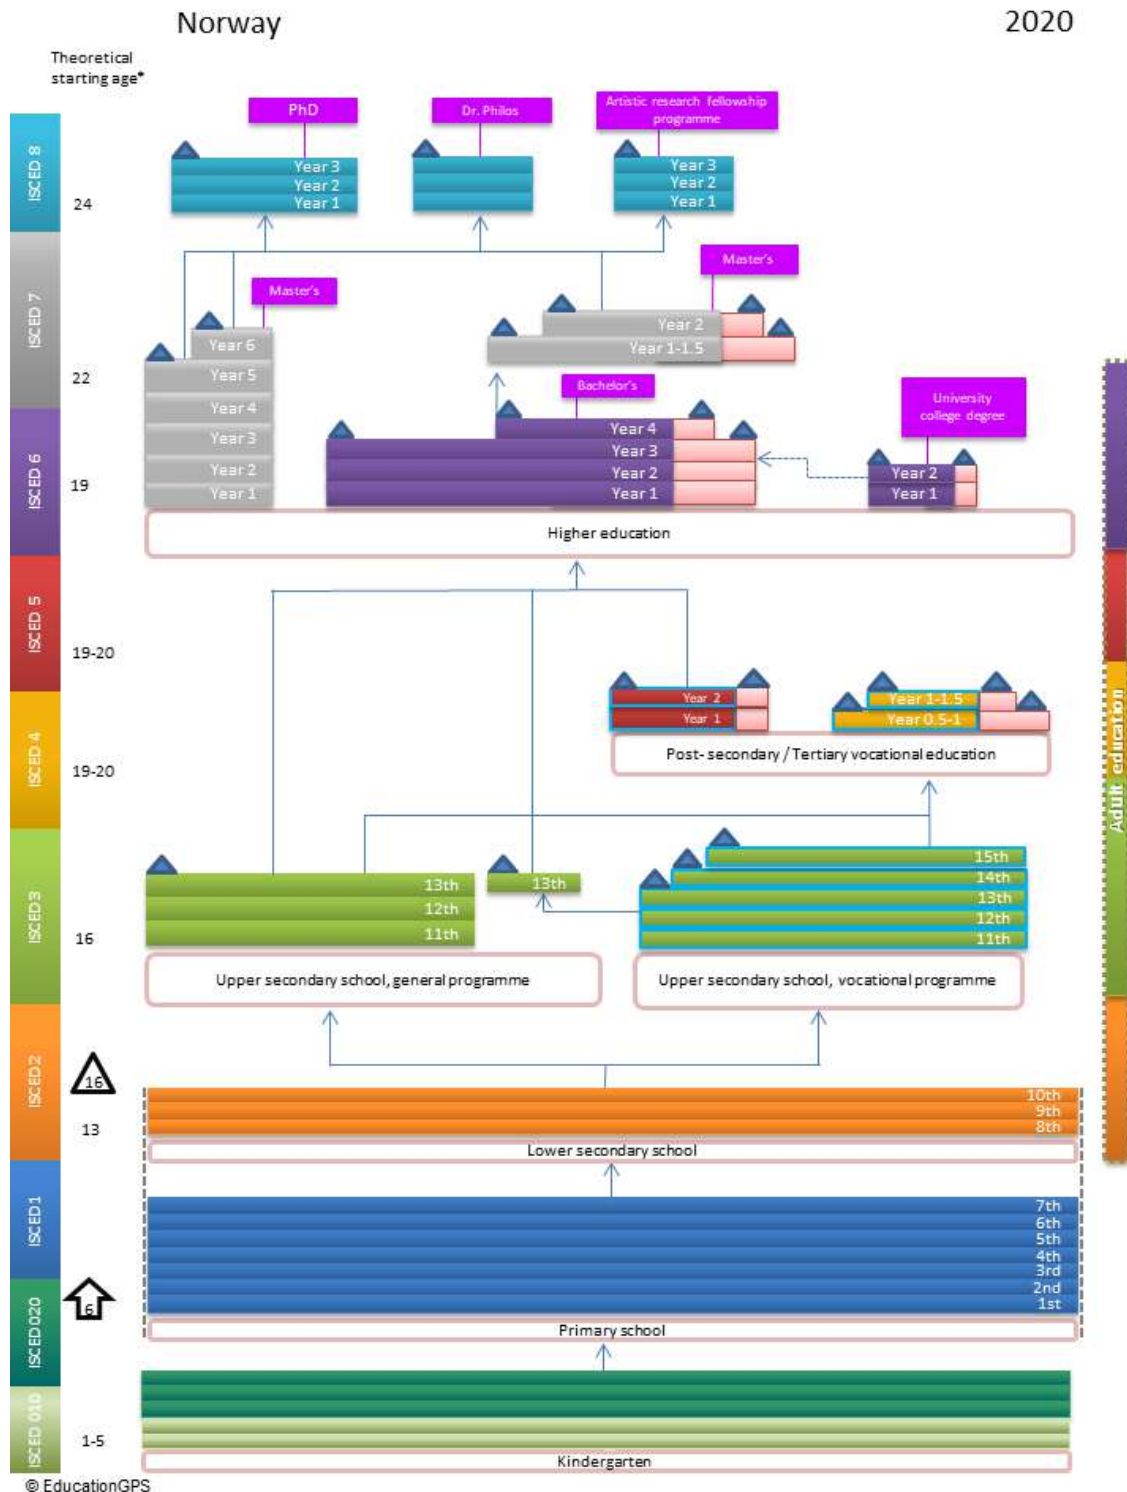 Norway
2020
Theoretical
starting age*
ISCED 8
24
PhD
Dr. Philos
Artistic research fellowship
programme
Year 3
Year 2
Year 1
Year 3
Year 2
Year 1
ISCED 7
22
Master's
Year 6
Year 5
Year 4
Year 3
Year 2
Year 1
Master's
Year 2
Year 1-1.5
ISCED 6
19
Bachelor's
Year 4
Year 3
Year 2
Year 1
University
college degree
Year 2
Year 1
Higher education
ISCED 5
19-20
Year 2
Year 1
Year 1-1.5
Year 0.5-1
ISCED 4
19-20
Post- secondary / Tertiary vocational education
Adult education
ISCED 3
16
13th
12th
11th
13th
15th
14th
13th
12th
11th
Upper secondary school, general programme
Upper secondary school, vocational programme
ISCED 2
16
13
10th
9th
8th
Lower secondary school
ISCED 1
7th
6th
5th
4th
3rd
2nd
1st
6
Primary school
ISCED 020
ISCED 010
1-5
Kindergarten
© EducationGPS